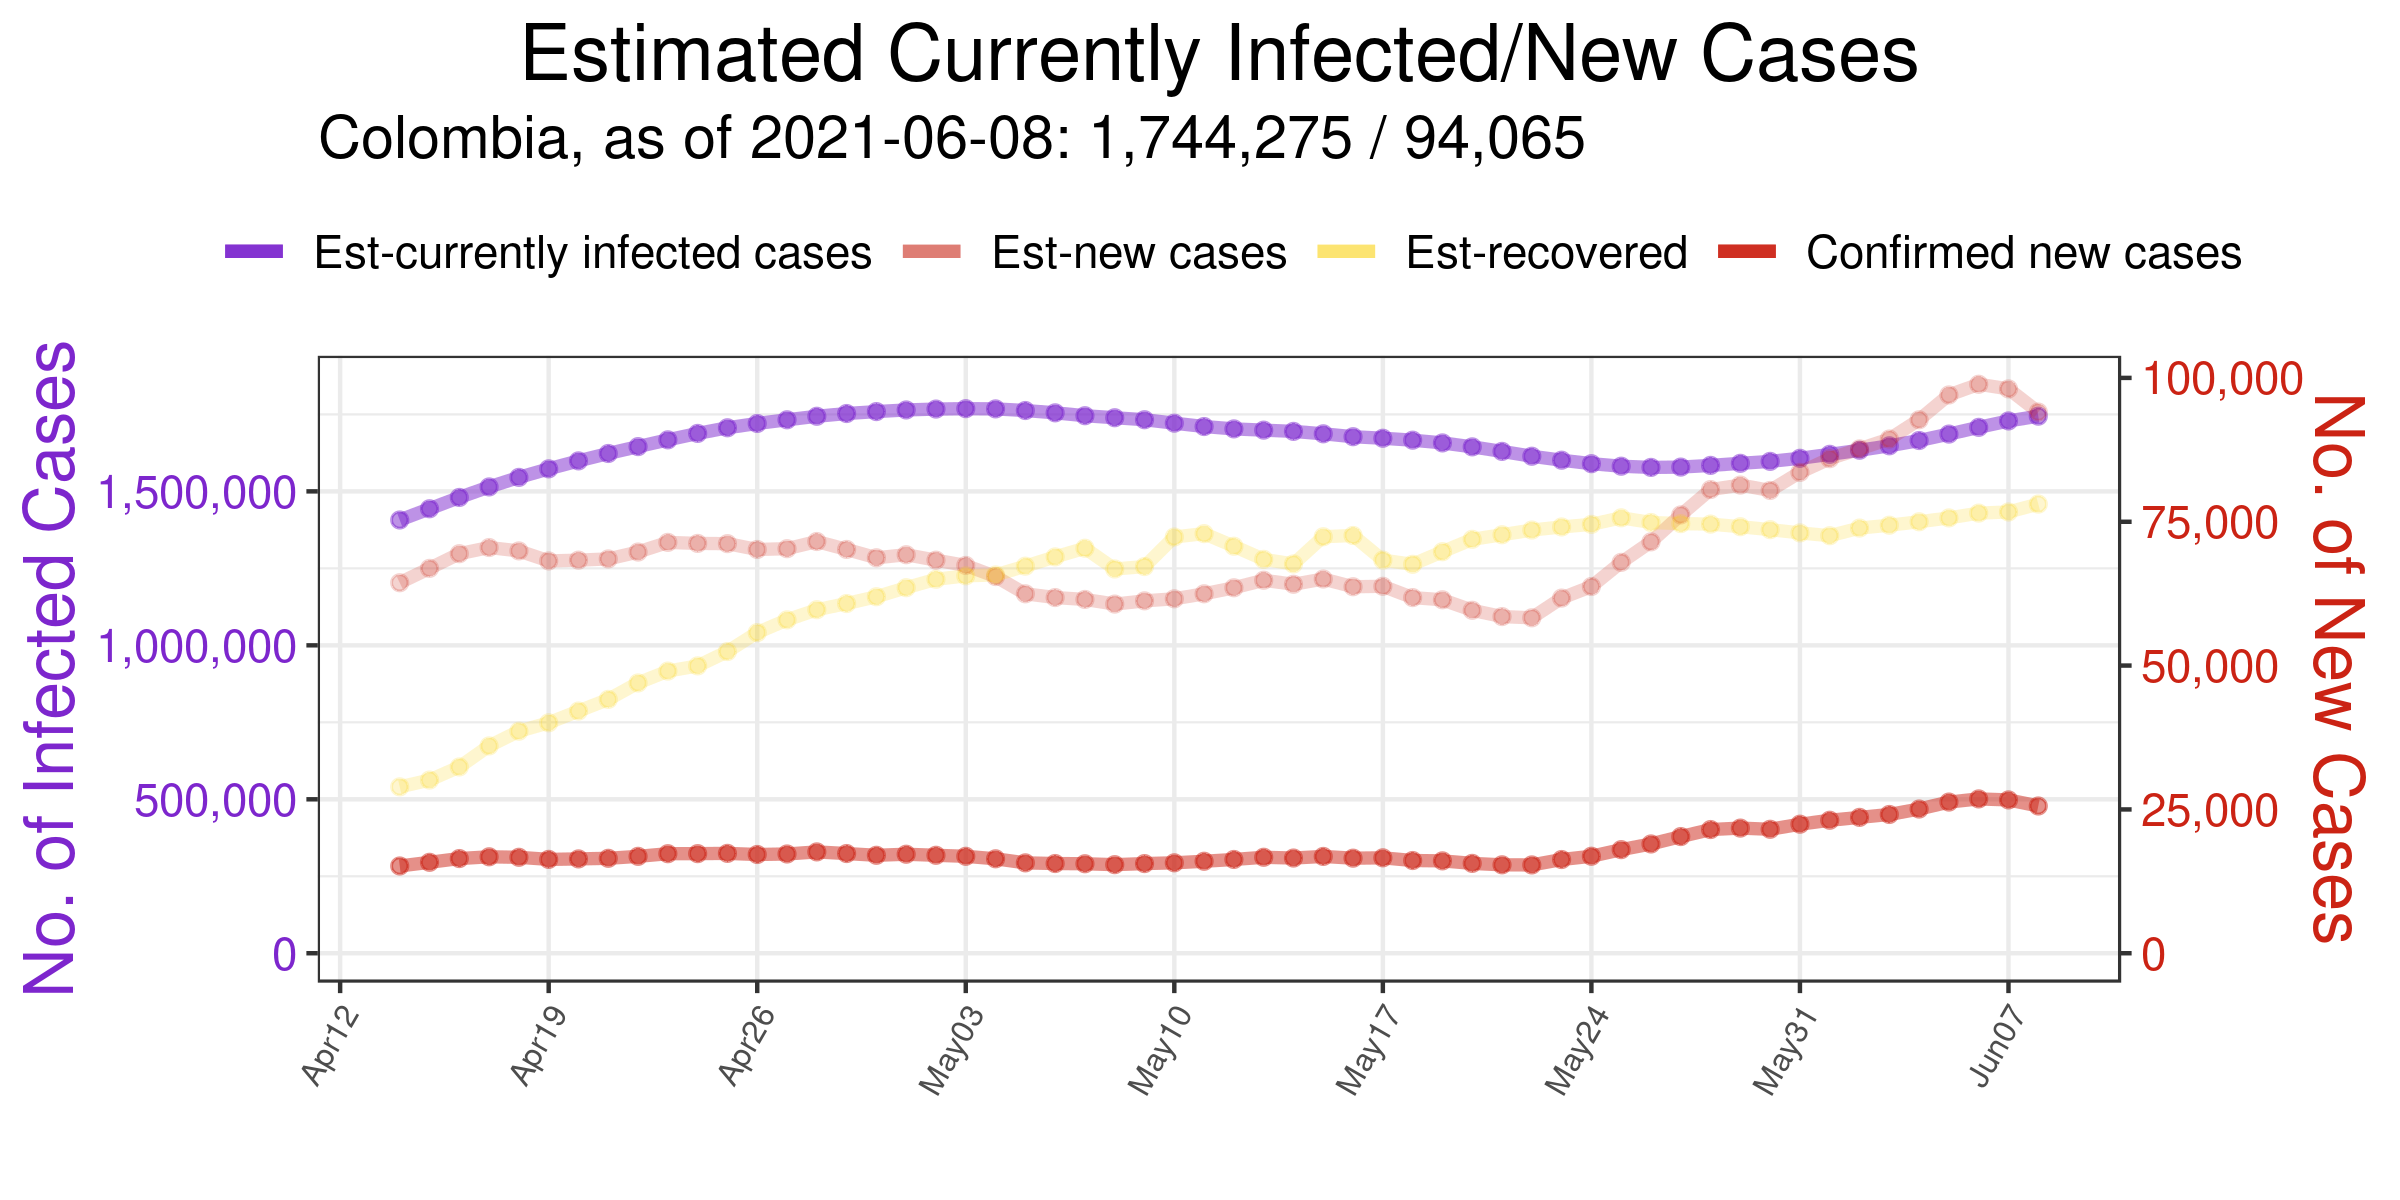 Estimated Currently Infected/New Cases
Colombia, as of 2021-06-08: 1,744,275 / 94,065
Est-currently infected cases Est-new cases Est-recovered Confirmed new cases
No. of Infected Cases
1,500,000
1,000,000
500,000
0
100,000
75,000
50,000
25,000
0
No. of New Cases
Apr12 Apr19 Apr26 May03 May10 May17 May24 May31 Jun07